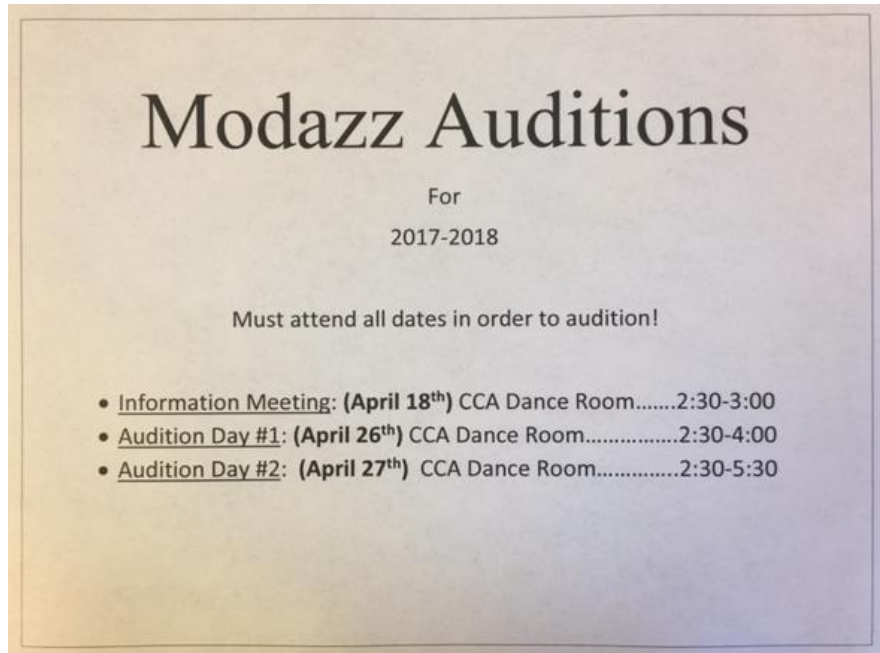 Modazz Auditions
For
2017-2018
Must attend all dates in order to audition!
• Information Meeting: (April 18th) CCA Dance Room.......2:30-3:00
• Audition Day #1: (April 26th) CCA Dance Room...............2:30-4:00
• Audition Day #2:  (April 27th)  CCA Dance Room..............2:30-5:30